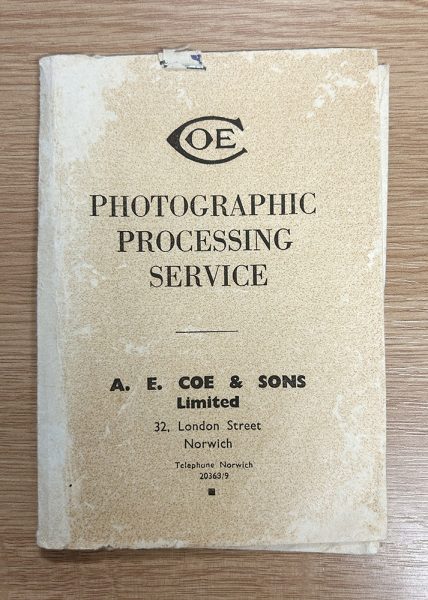 COE
PHOTOGRAPHIC
PROCESSING
SERVICE
A. E. COE & SONS
Limited
32, London Street
Norwich
Telephone Norwich
20363/9